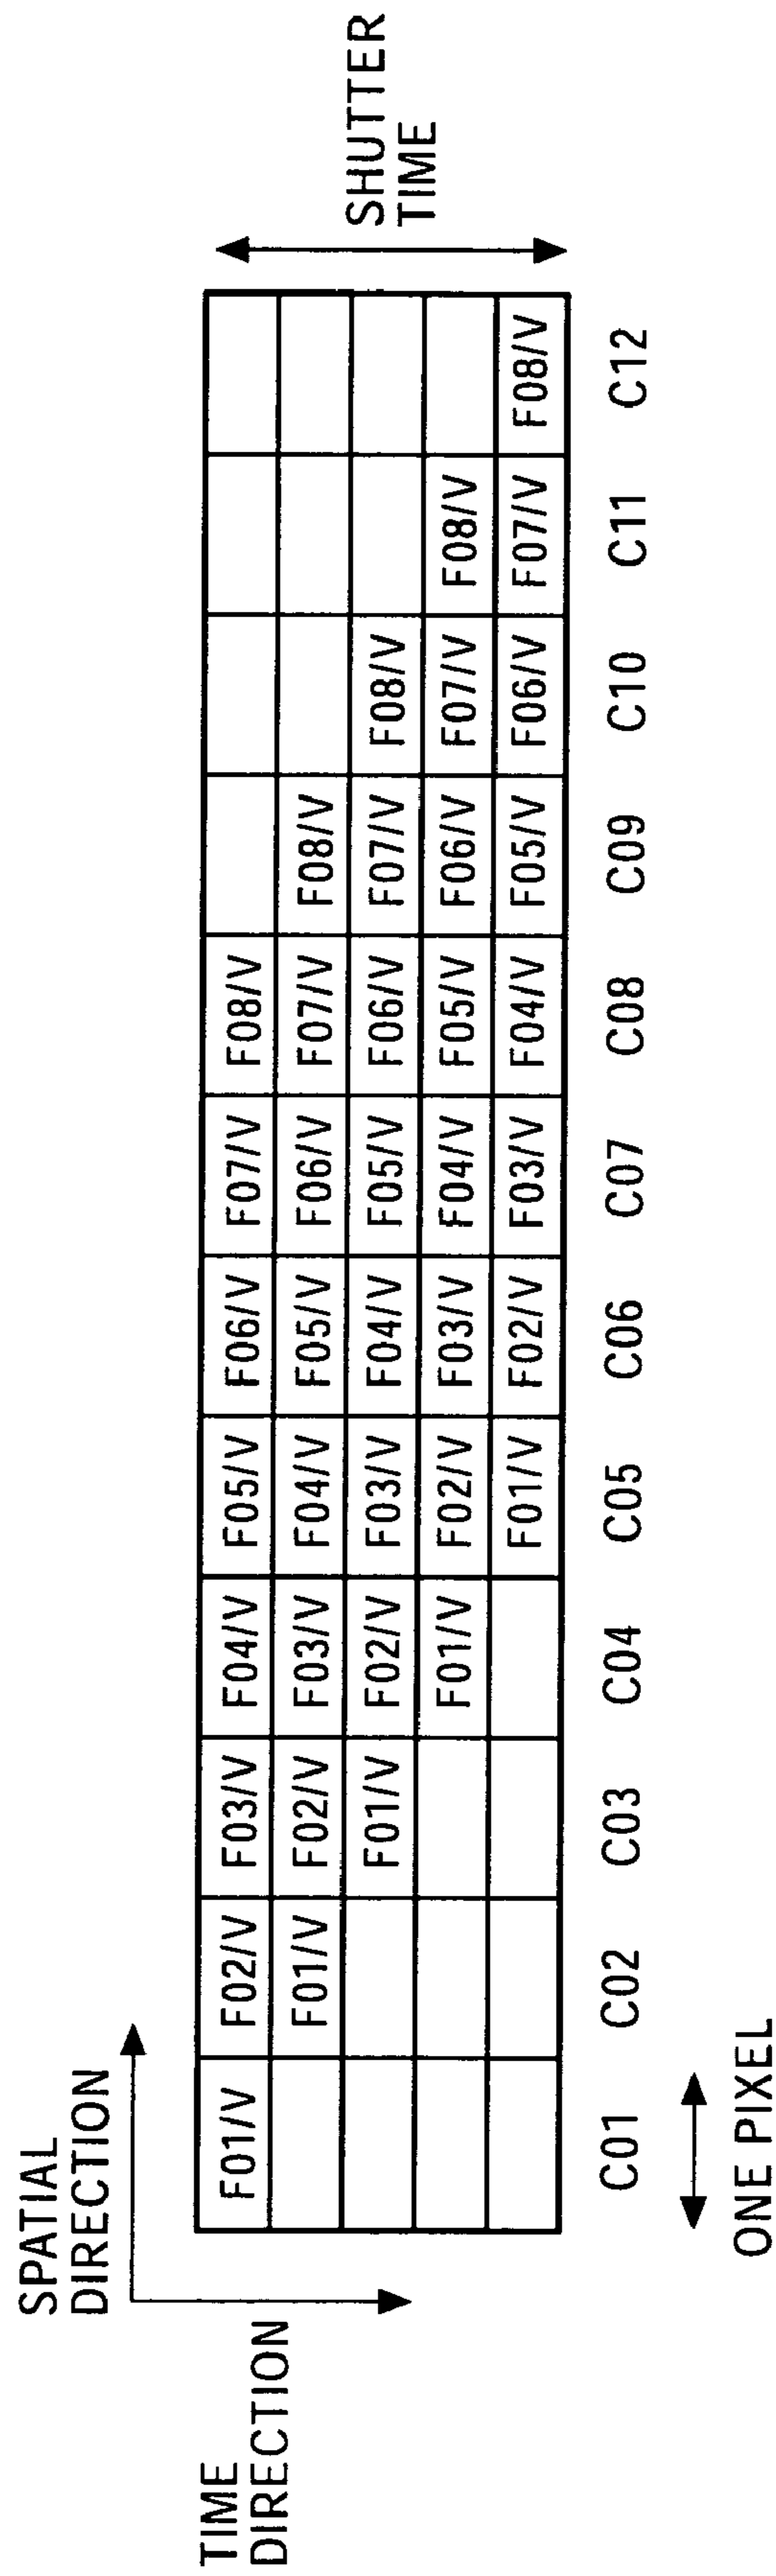 SPATIAL
DIRECTION
TIME
DIRECTION
F01/V F02/V F03/V F04/V F05/V F06/V F07/V F08/V
F01/V F02/V F03/V F04/V F05/V F06/V F07/V F08/V
F01/V F02/V F03/V F04/V F05/V F06/V F07/V F08/V
F01/V F02/V F03/V F04/V F05/V F06/V F07/V F08/V
F01/V F02/V F03/V F04/V F05/V F06/V F07/V F08/V
SHUTTER
TIME
C01 C02 C03 C04 C05 C06 C07 C08 C09 C10 C11 C12
ONE PIXEL